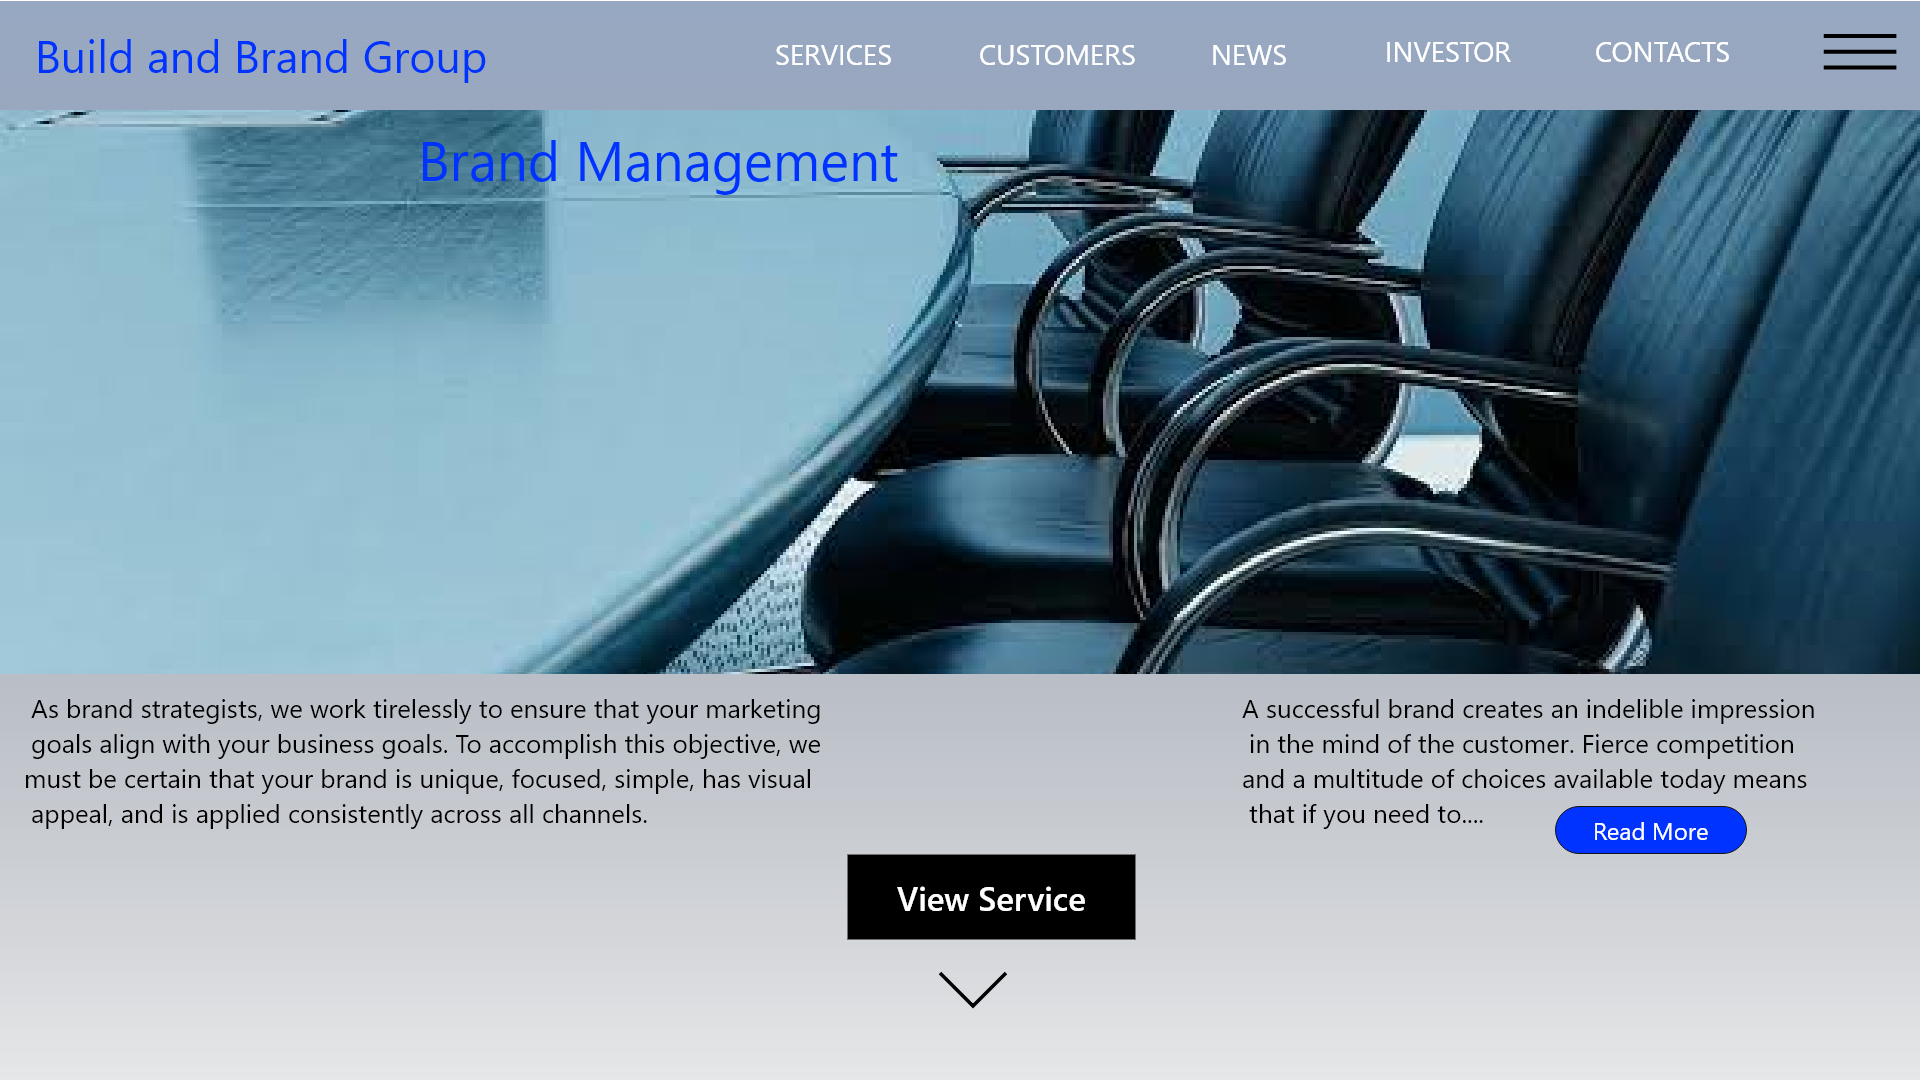 Build and Brand Group
SERVICES
CUSTOMERS
NEWS
INVESTOR
CONTACTS
Brand Management
As brand strategists, we work tirelessly to ensure that your marketing
goals align with your business goals. To accomplish this objective, we
must be certain that your brand is unique, focused, simple, has visual
appeal, and is applied consistently across all channels.
A successful brand creates an indelible impression
in the mind of the customer. Fierce competition
and a multitude of choices available today means
that if you need to....
Read More
View Service